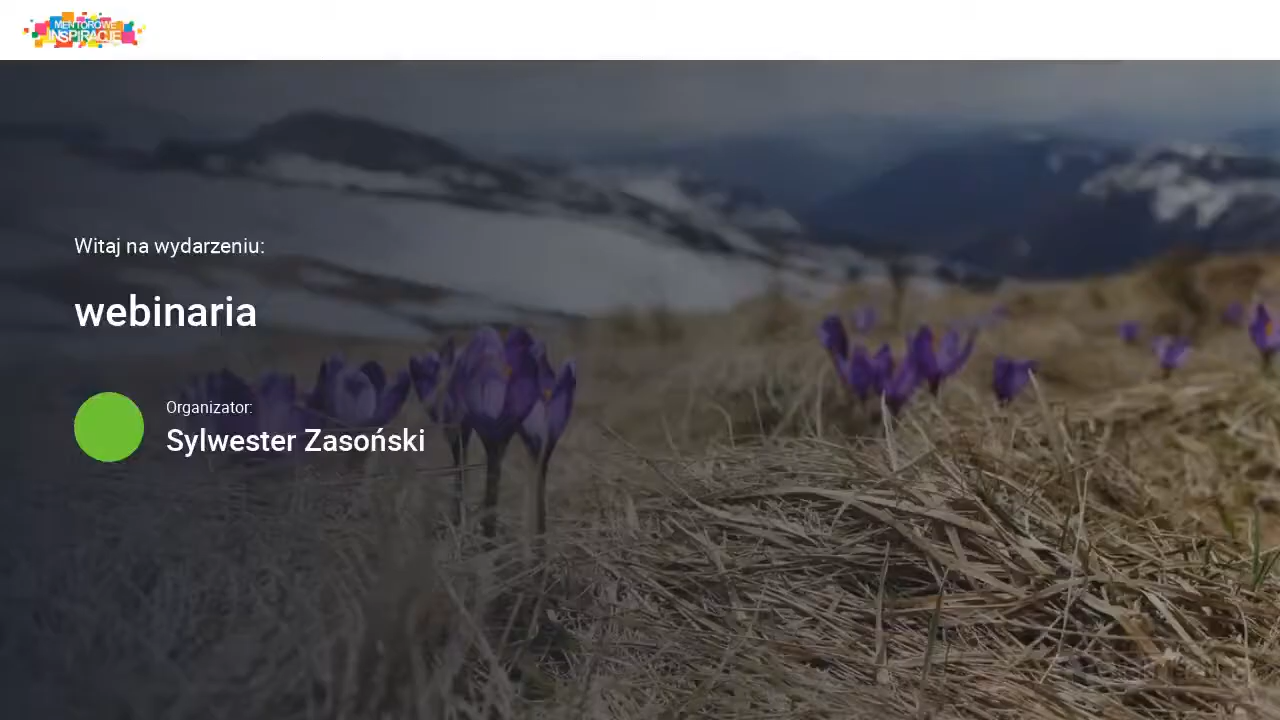 MENTOROWE
INSPIRACJE
Witaj na wydarzeniu:
webinaria
Organizator:
Sylwester Zasoński